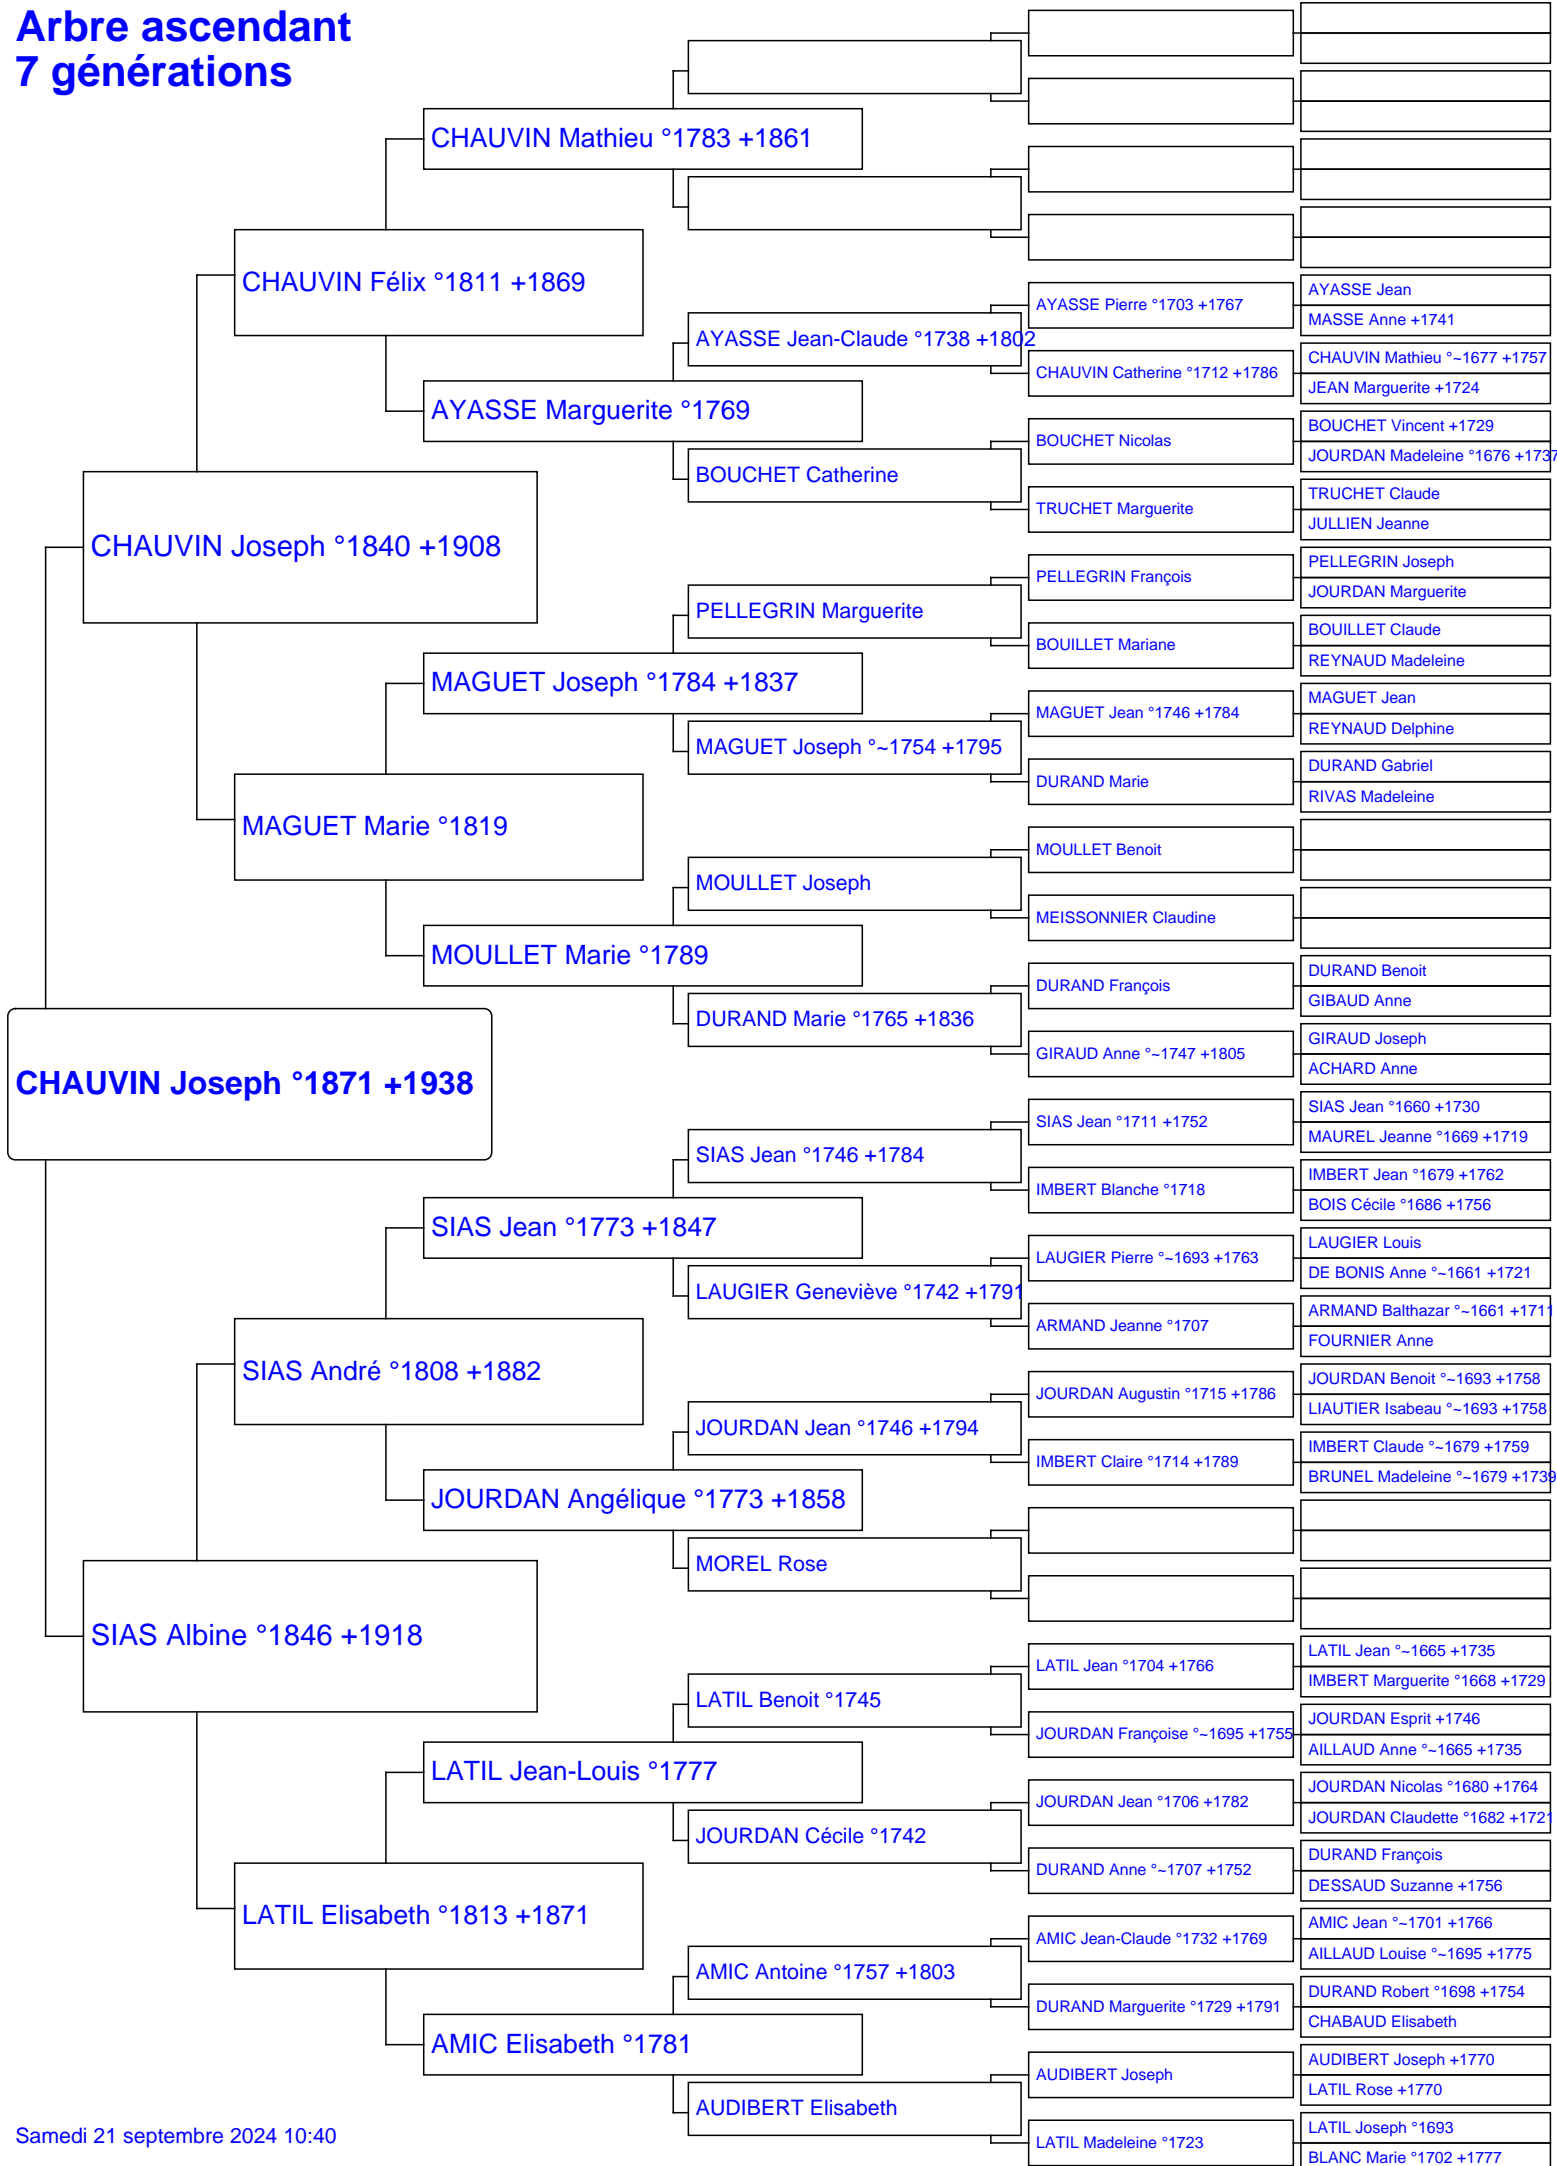 Arbre ascendant
7 générations
CHAUVIN Joseph °1871 +1938
CHAUVIN Joseph °1840 +1908
SIAS Albine °1846 +1918
CHAUVIN Félix °1811 +1869
MAGUET Marie °1819
SIAS André °1808 +1882
LATIL Elisabeth °1813 +1871
CHAUVIN Mathieu °1783 +1861
AYASSE Marguerite °1769
MAGUET Joseph °1784 +1837
MOULLET Marie °1789
SIAS Jean °1773 +1847
JOURDAN Angélique °1773 +1858
LATIL Jean-Louis °1777
AMIC Elisabeth °1781
AYASSE Jean-Claude °1738 +1802
BOUCHET Catherine
PELLEGRIN Marguerite
MAGUET Joseph °~1754 +1795
MOULLET Joseph
DURAND Marie °1765 +1836
SIAS Jean °1746 +1784
LAUGIER Geneviève °1742 +1791
JOURDAN Jean °1746 +1794
MOREL Rose
LATIL Benoit °1745
JOURDAN Cécile °1742
AMIC Antoine °1757 +1803
AUDIBERT Elisabeth
AYASSE Pierre °1703 +1767
CHAUVIN Catherine °1712 +1786
BOUCHET Nicolas
TRUCHET Marguerite
PELLEGRIN François
BOUILLET Mariane
MAGUET Jean °1746 +1784
DURAND Marie
MOULLET Benoit
MEISSONNIER Claudine
DURAND François
GIRAUD Anne °~1747 +1805
SIAS Jean °1711 +1752
IMBERT Blanche °1718
LAUGIER Pierre °~1693 +1763
ARMAND Jeanne °1707
JOURDAN Augustin °1715 +1786
IMBERT Claire °1714 +1789
LATIL Jean °1704 +1766
JOURDAN Françoise °~1695 +1755
JOURDAN Jean °1706 +1782
DURAND Anne °~1707 +1752
AMIC Jean-Claude °1732 +1769
DURAND Marguerite °1729 +1791
AUDIBERT Joseph
LATIL Madeleine °1723
AYASSE Jean
MASSE Anne +1741
CHAUVIN Mathieu °~1677 +1757
JEAN Marguerite +1724
BOUCHET Vincent +1729
JOURDAN Madeleine °1676 +1737
TRUCHET Claude
JULLIEN Jeanne
PELLEGRIN Joseph
JOURDAN Marguerite
BOUILLET Claude
REYNAUD Madeleine
MAGUET Jean
REYNAUD Delphine
DURAND Gabriel
RIVAS Madeleine
DURAND Benoit
GIBAUD Anne
GIRAUD Joseph
ACHARD Anne
SIAS Jean °1660 +1730
MAUREL Jeanne °1669 +1719
IMBERT Jean °1679 +1762
BOIS Cécile °1686 +1756
LAUGIER Louis
DE BONIS Anne °~1661 +1721
ARMAND Balthazar °~1661 +1711
FOURNIER Anne
JOURDAN Benoit °~1693 +1758
LIAUTIER Isabeau °~1693 +1758
IMBERT Claude °~1679 +1759
BRUNEL Madeleine °~1679 +1739
LATIL Jean °~1665 +1735
IMBERT Marguerite °1668 +1729
JOURDAN Esprit +1746
AILLAUD Anne °~1665 +1735
JOURDAN Nicolas °1680 +1764
JOURDAN Claudette °1682 +1721
DURAND François
DESSAUD Suzanne +1756
AMIC Jean °~1701 +1766
AILLAUD Louise °~1695 +1775
DURAND Robert °1698 +1754
CHABAUD Elisabeth
AUDIBERT Joseph +1770
LATIL Rose +1770
LATIL Joseph °1693
BLANC Marie °1702 +1777
Samedi 21 septembre 2024 10:40